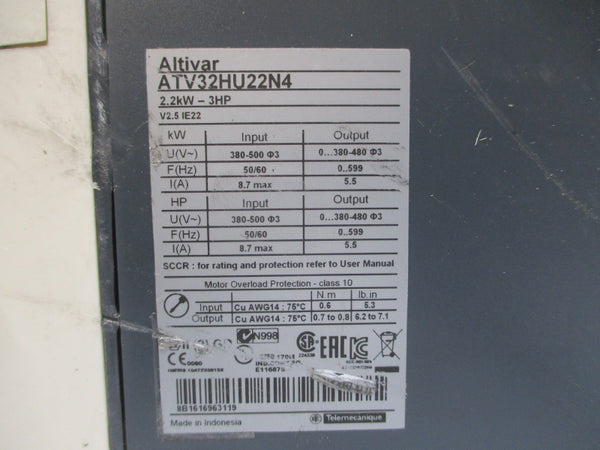 Altivar
ATV32HU22N4
2.2kW – 3HP
V2.5 IE22
kW Input Output
U(V~) 380-500 Φ3 0...380-480 Φ3
F(Hz) 50/60 0..599
I(A) 8.7 max 5.5
HP Input Output
U(V~) 380-500 Φ3 0...380-480 Φ3
F(Hz) 50/60 0..599
I(A) 8.7 max 5.5
SCCR : for rating and protection refer to User Manual
Motor Overload Protection - class 10
N.m lb.in
Input Cu AWG14 : 75°C 0.6 5.3
Output Cu AWG14 : 75°C 0.7 to 0.8 6.2 to 7.1
N998
EAC
CE
8B1616963119
Made in Indonesia
Telemecanique